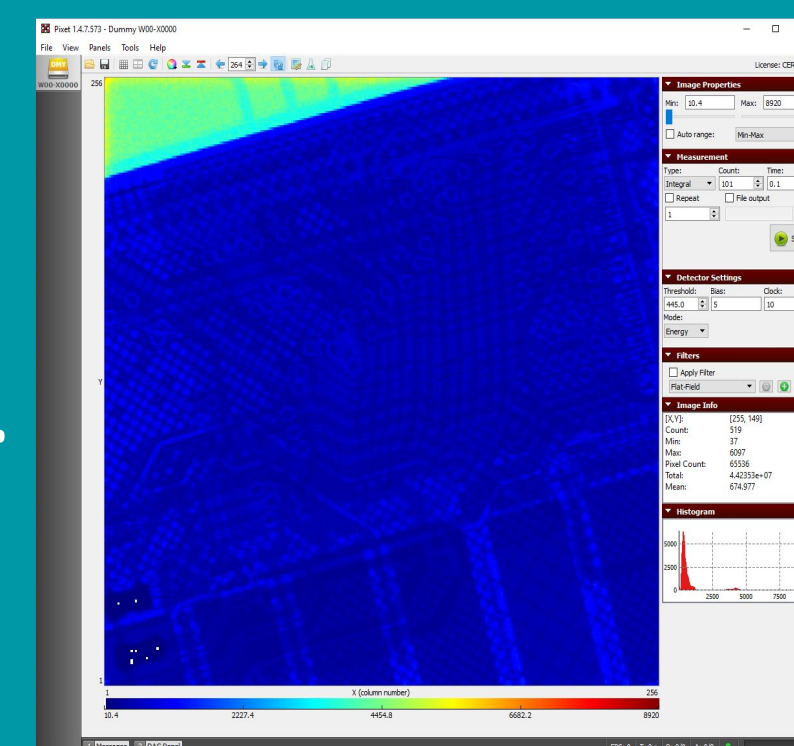 Pixet 1.4.7.573 - Dummy W00-X0000
File View Panels Tools Help
DMY
W00-X0000
264
License: CER
256
Y
1
1 X (column number) 256
10.4 2227.4 4454.8 6682.2 8920
Image Properties
Min: 10.4 Max: 8920
Auto range: Min-Max
Measurement
Type: Count: Time:
Integral 101 0.1
Repeat File output
1
S
Detector Settings
Threshold: Bias: Clock:
445.0 5 10
Mode:
Energy
Filters
Apply Filter
Flat-Field
Image Info
[X,Y]: [255, 149]
Count: 519
Min: 37
Max: 6097
Pixel Count: 65536
Total: 4.42353e+07
Mean: 674.977
Histogram
5000
2500
0
2500 5000 7500